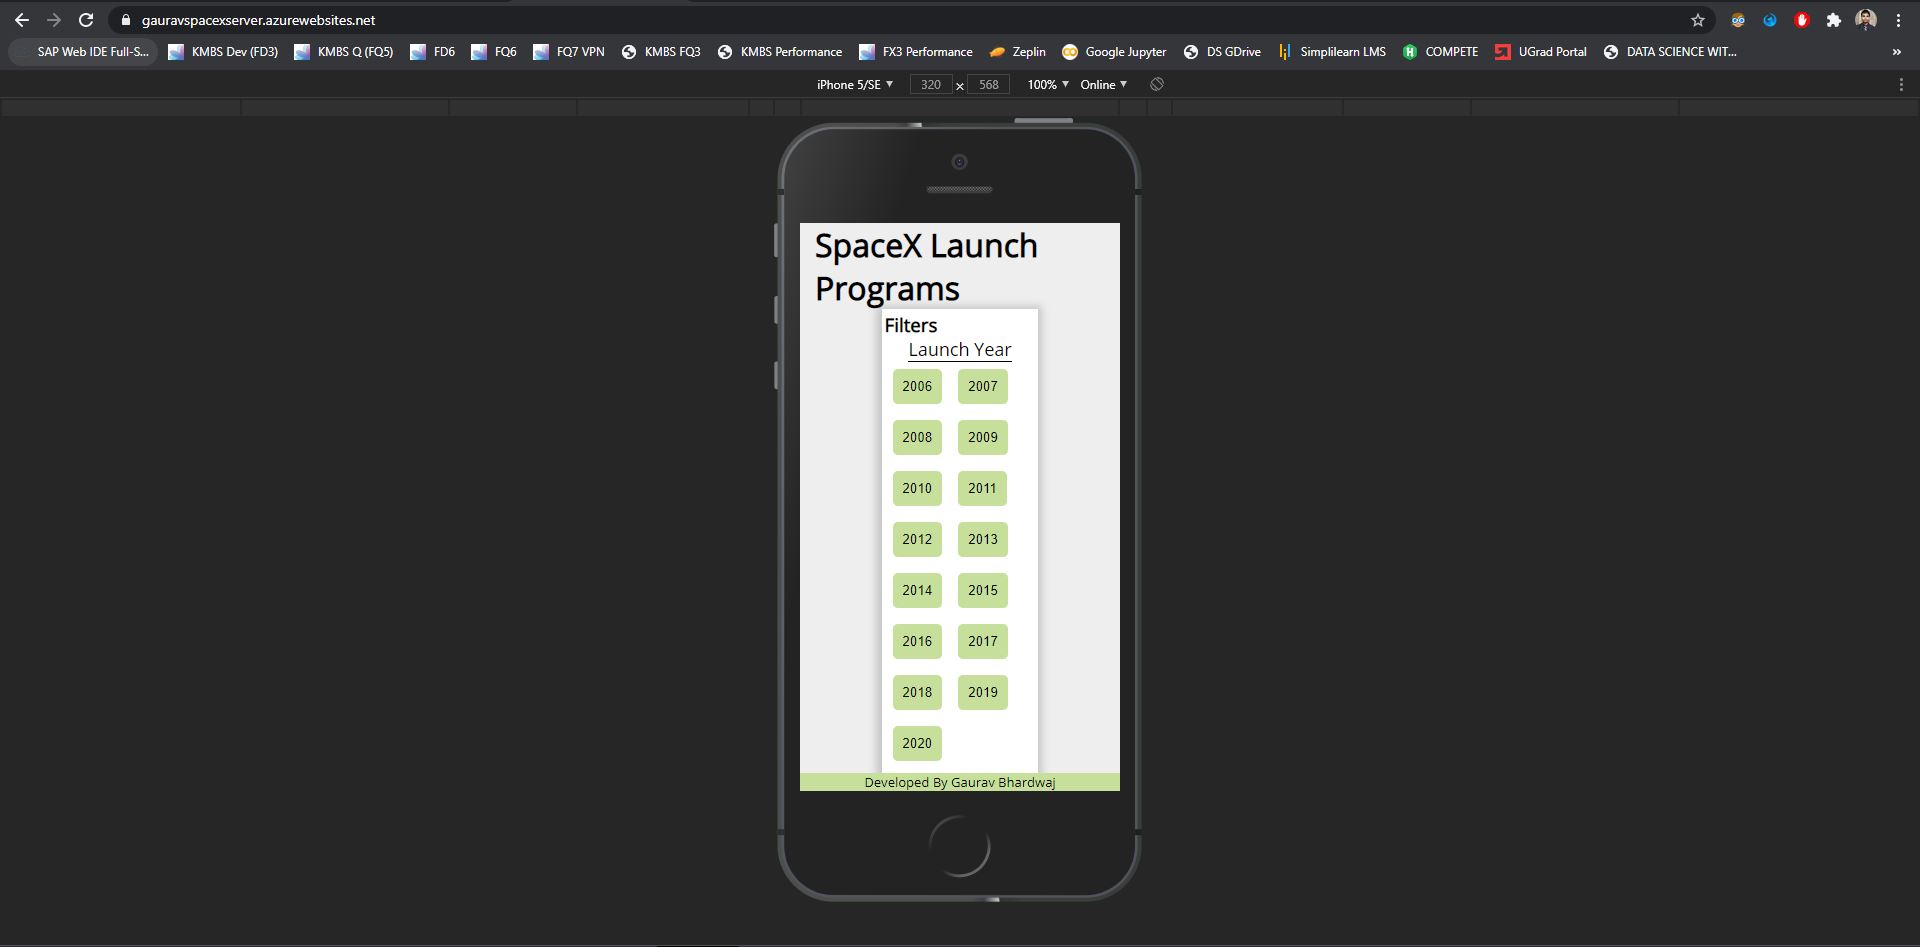 gauravspacexserver.azurewebsites.net
SAP Web IDE Full-S... KMBS Dev (FD3) KMBS Q (FQ5) FD6 FQ6 FQ7 VPN KMBS FQ3 KMBS Performance FX3 Performance Zeplin Google Jupyter DS GDrive Simplilearn LMS COMPETE UGrad Portal DATA SCIENCE WIT... »
iPhone 5/SE ▼ 320 × 568 100% ▼ Online ▼
SpaceX Launch
Programs
Filters
Launch Year
2006 2007
2008 2009
2010 2011
2012 2013
2014 2015
2016 2017
2018 2019
2020
Developed By Gaurav Bhardwaj